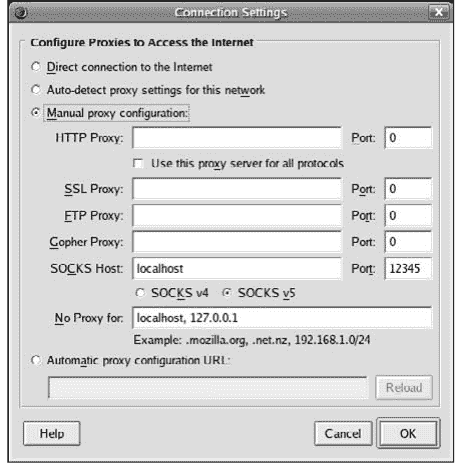 Connection Settings
Configure Proxies to Access the Internet
Direct connection to the Internet
Auto-detect proxy settings for this network
Manual proxy configuration:
HTTP Proxy: Port: 0
Use this proxy server for all protocols
SSL Proxy: Port: 0
FTP Proxy: Port: 0
Gopher Proxy: Port: 0
SOCKS Host: localhost Port: 12345
SOCKS v4 SOCKS v5
No Proxy for: localhost, 127.0.0.1
Example: .mozilla.org, .net.nz, 192.168.1.0/24
Automatic proxy configuration URL:
Reload
Help Cancel OK